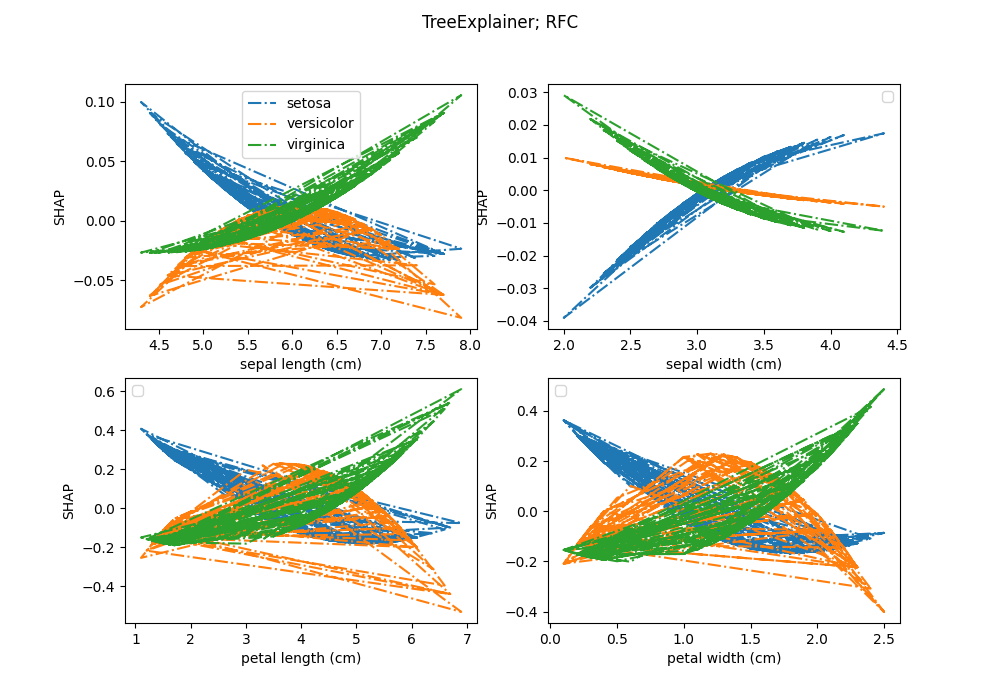 TreeExplainer; RFC
0.10
0.05
0.00
−0.05
SHAP
setosa
versicolor
virginica
4.5 5.0 5.5 6.0 6.5 7.0 7.5 8.0
sepal length (cm)
0.03
0.02
0.01
0.00
−0.01
−0.02
−0.03
−0.04
SHAP
2.0 2.5 3.0 3.5 4.0 4.5
sepal width (cm)
0.6
0.4
0.2
0.0
−0.2
−0.4
SHAP
1 2 3 4 5 6 7
petal length (cm)
0.4
0.2
0.0
−0.2
−0.4
SHAP
0.0 0.5 1.0 1.5 2.0 2.5
petal width (cm)